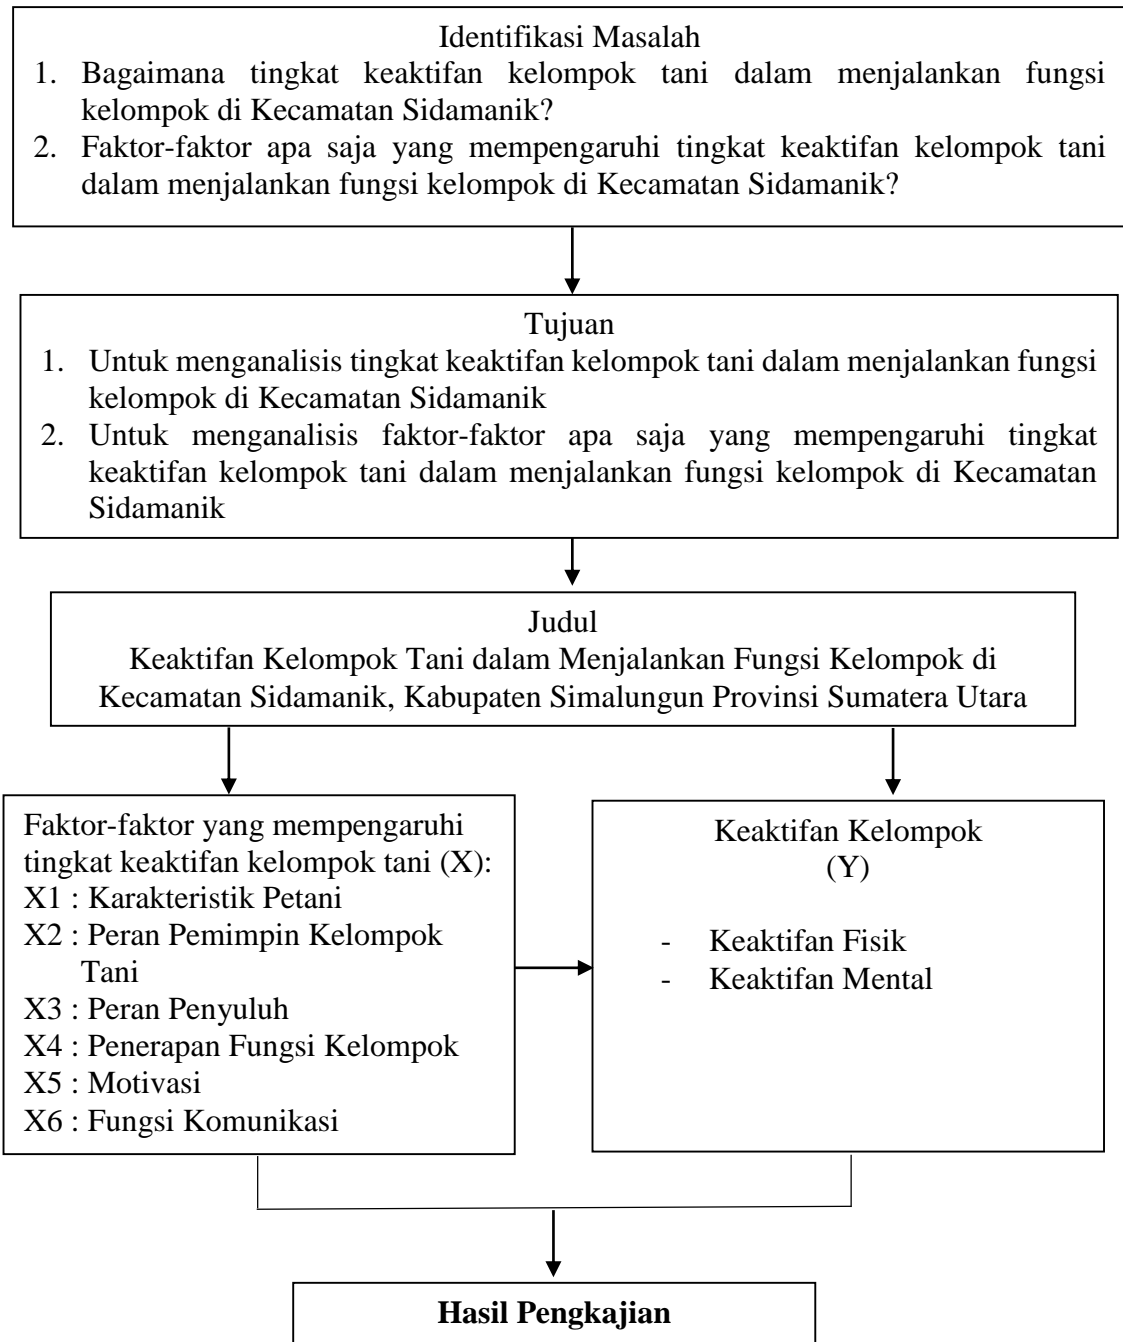 Identifikasi Masalah
1. Bagaimana tingkat keaktifan kelompok tani dalam menjalankan fungsi
kelompok di Kecamatan Sidamanik?
2. Faktor-faktor apa saja yang mempengaruhi tingkat keaktifan kelompok tani
dalam menjalankan fungsi kelompok di Kecamatan Sidamanik?
Tujuan
1. Untuk menganalisis tingkat keaktifan kelompok tani dalam menjalankan fungsi
kelompok di Kecamatan Sidamanik
2. Untuk menganalisis faktor-faktor apa saja yang mempengaruhi tingkat
keaktifan kelompok tani dalam menjalankan fungsi kelompok di Kecamatan
Sidamanik
Judul
Keaktifan Kelompok Tani dalam Menjalankan Fungsi Kelompok di
Kecamatan Sidamanik, Kabupaten Simalungun Provinsi Sumatera Utara
Faktor-faktor yang mempengaruhi
tingkat keaktifan kelompok tani (X):
X1 : Karakteristik Petani
X2 : Peran Pemimpin Kelompok
Tani
X3 : Peran Penyuluh
X4 : Penerapan Fungsi Kelompok
X5 : Motivasi
X6 : Fungsi Komunikasi
Keaktifan Kelompok
(Y)
- Keaktifan Fisik
- Keaktifan Mental
Hasil Pengkajian